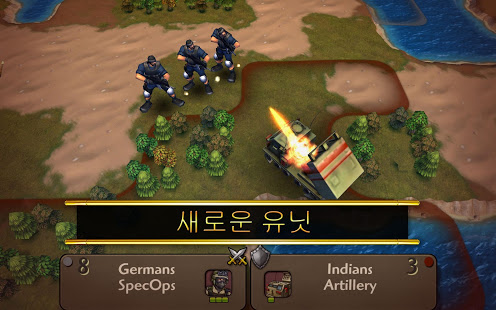 새로운 유닛
8 Germans Indians 3
SpecOps Artillery